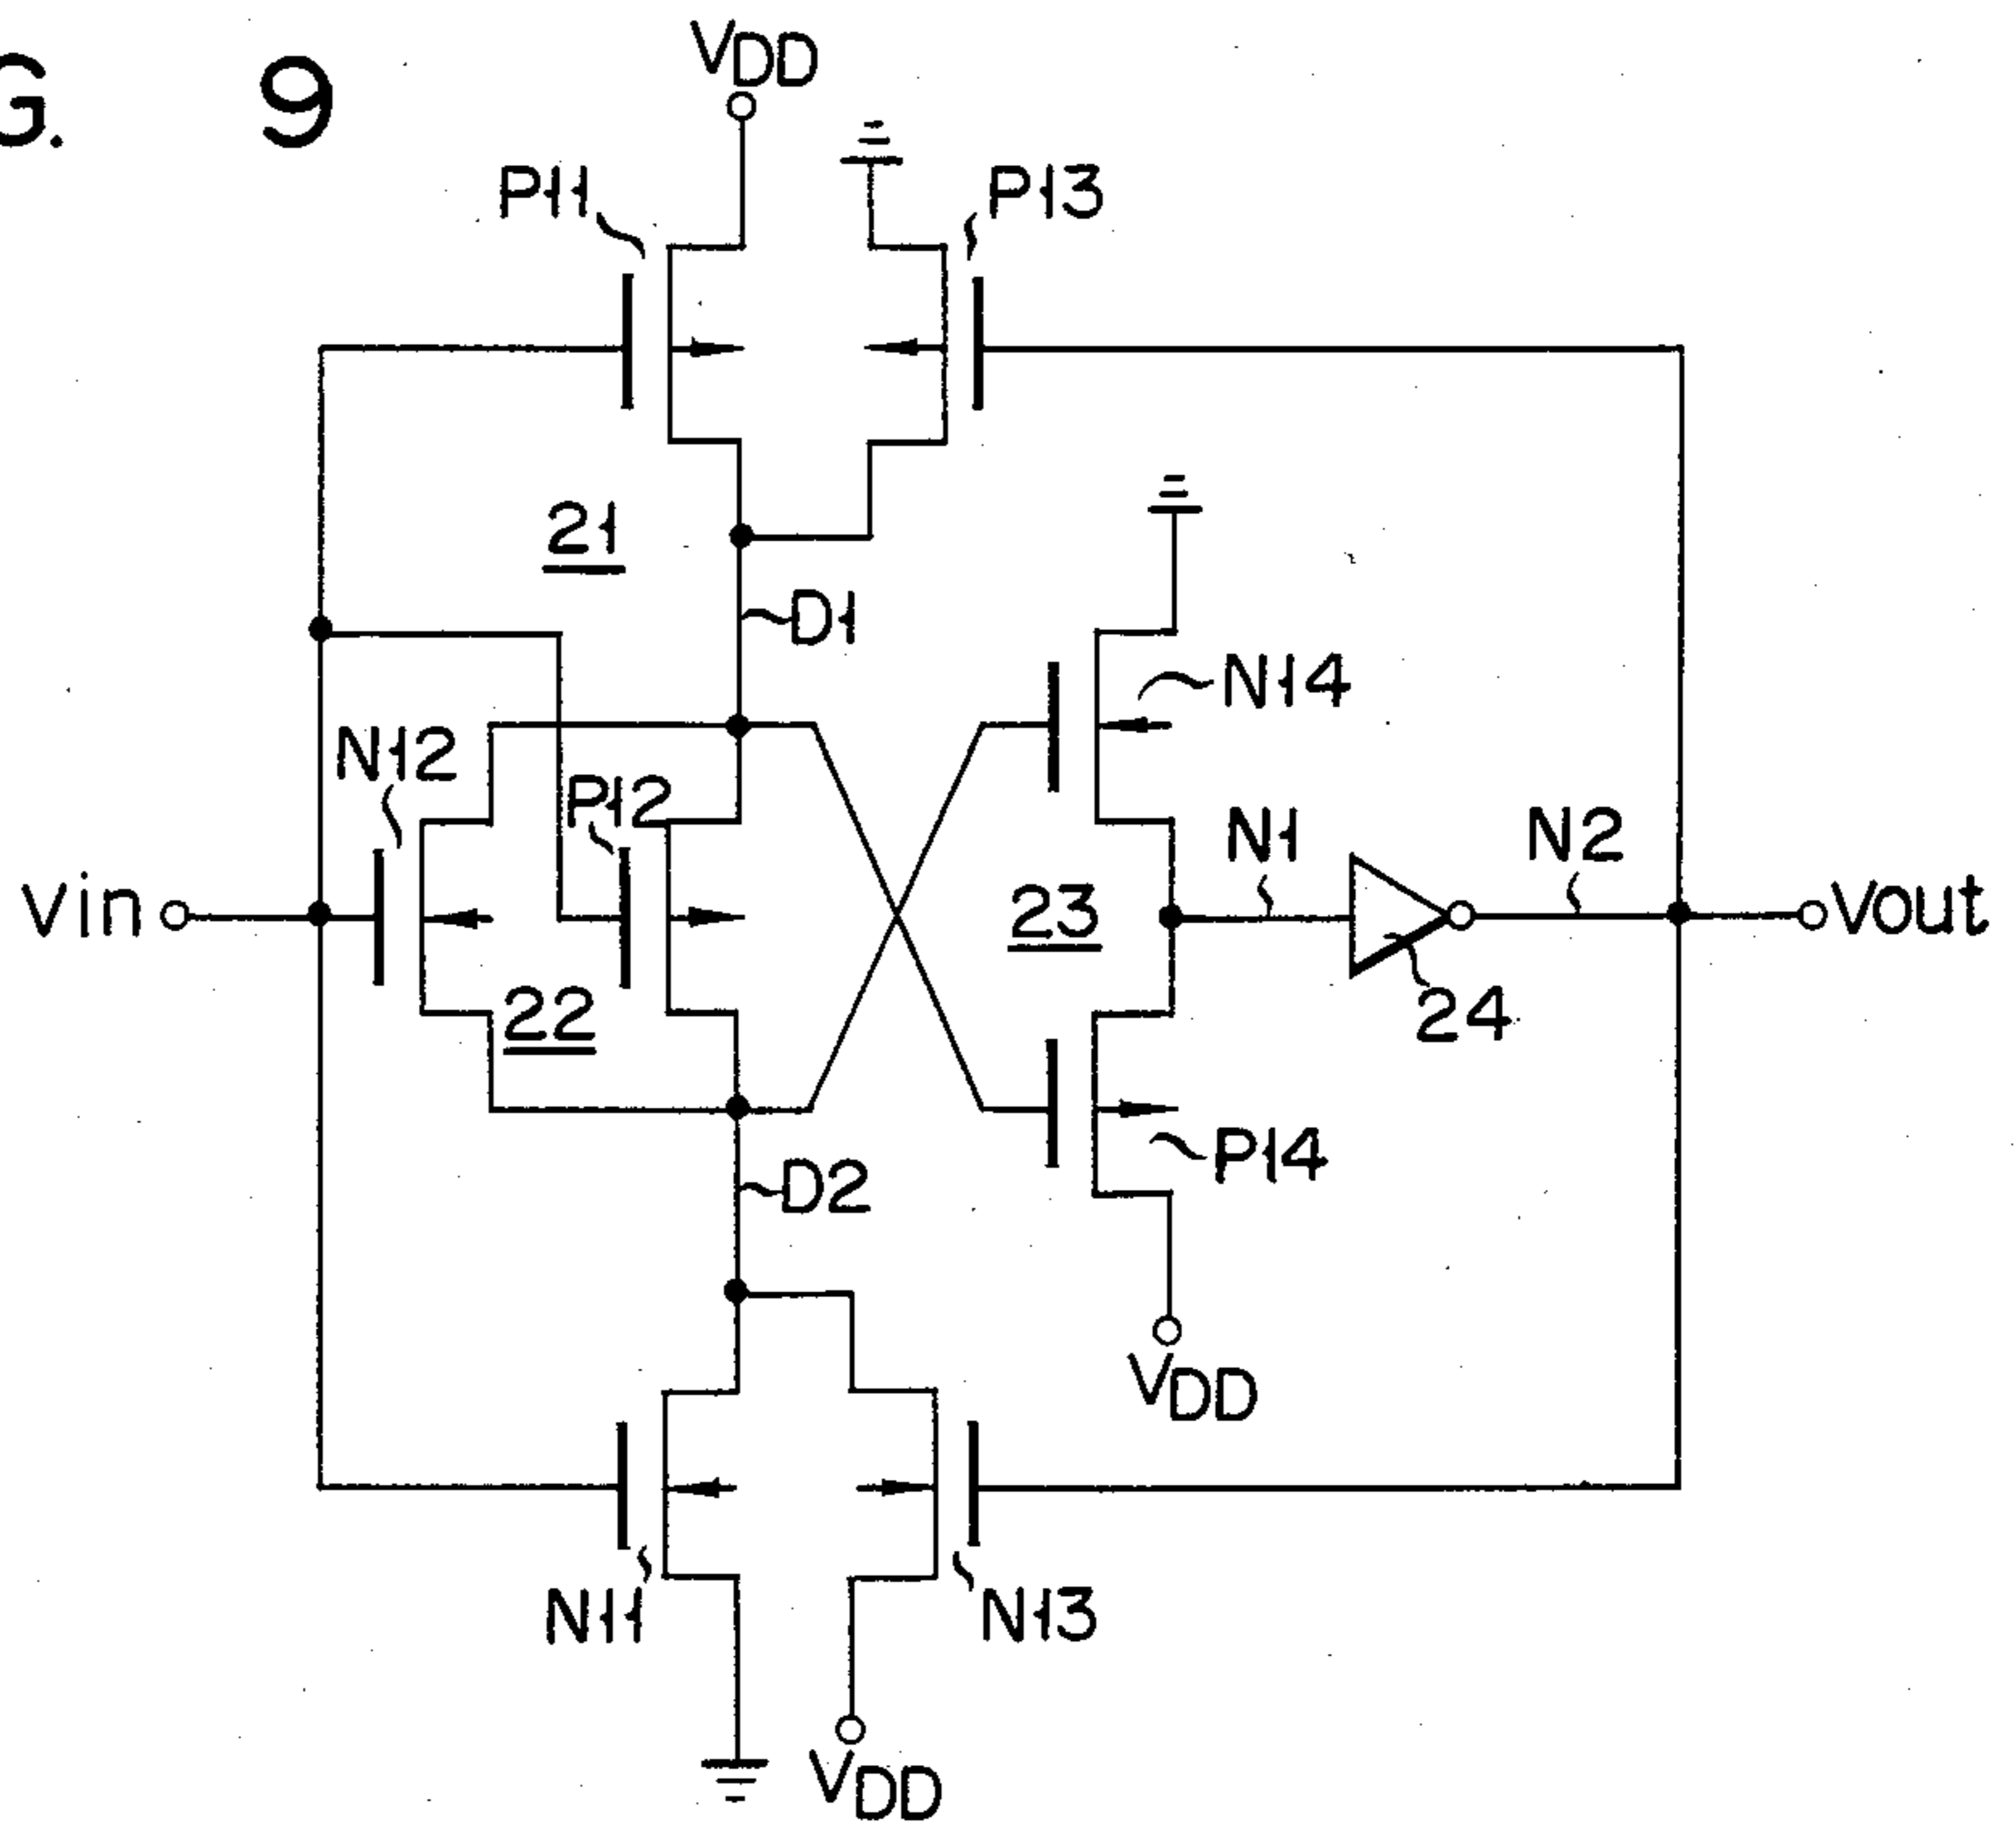 G. 9
VDD
P11
P13
21
D1
N14
N12
P12
N1
N2
Vin
23
Vout
22
24
D2
P14
VDD
N11
N13
VDD